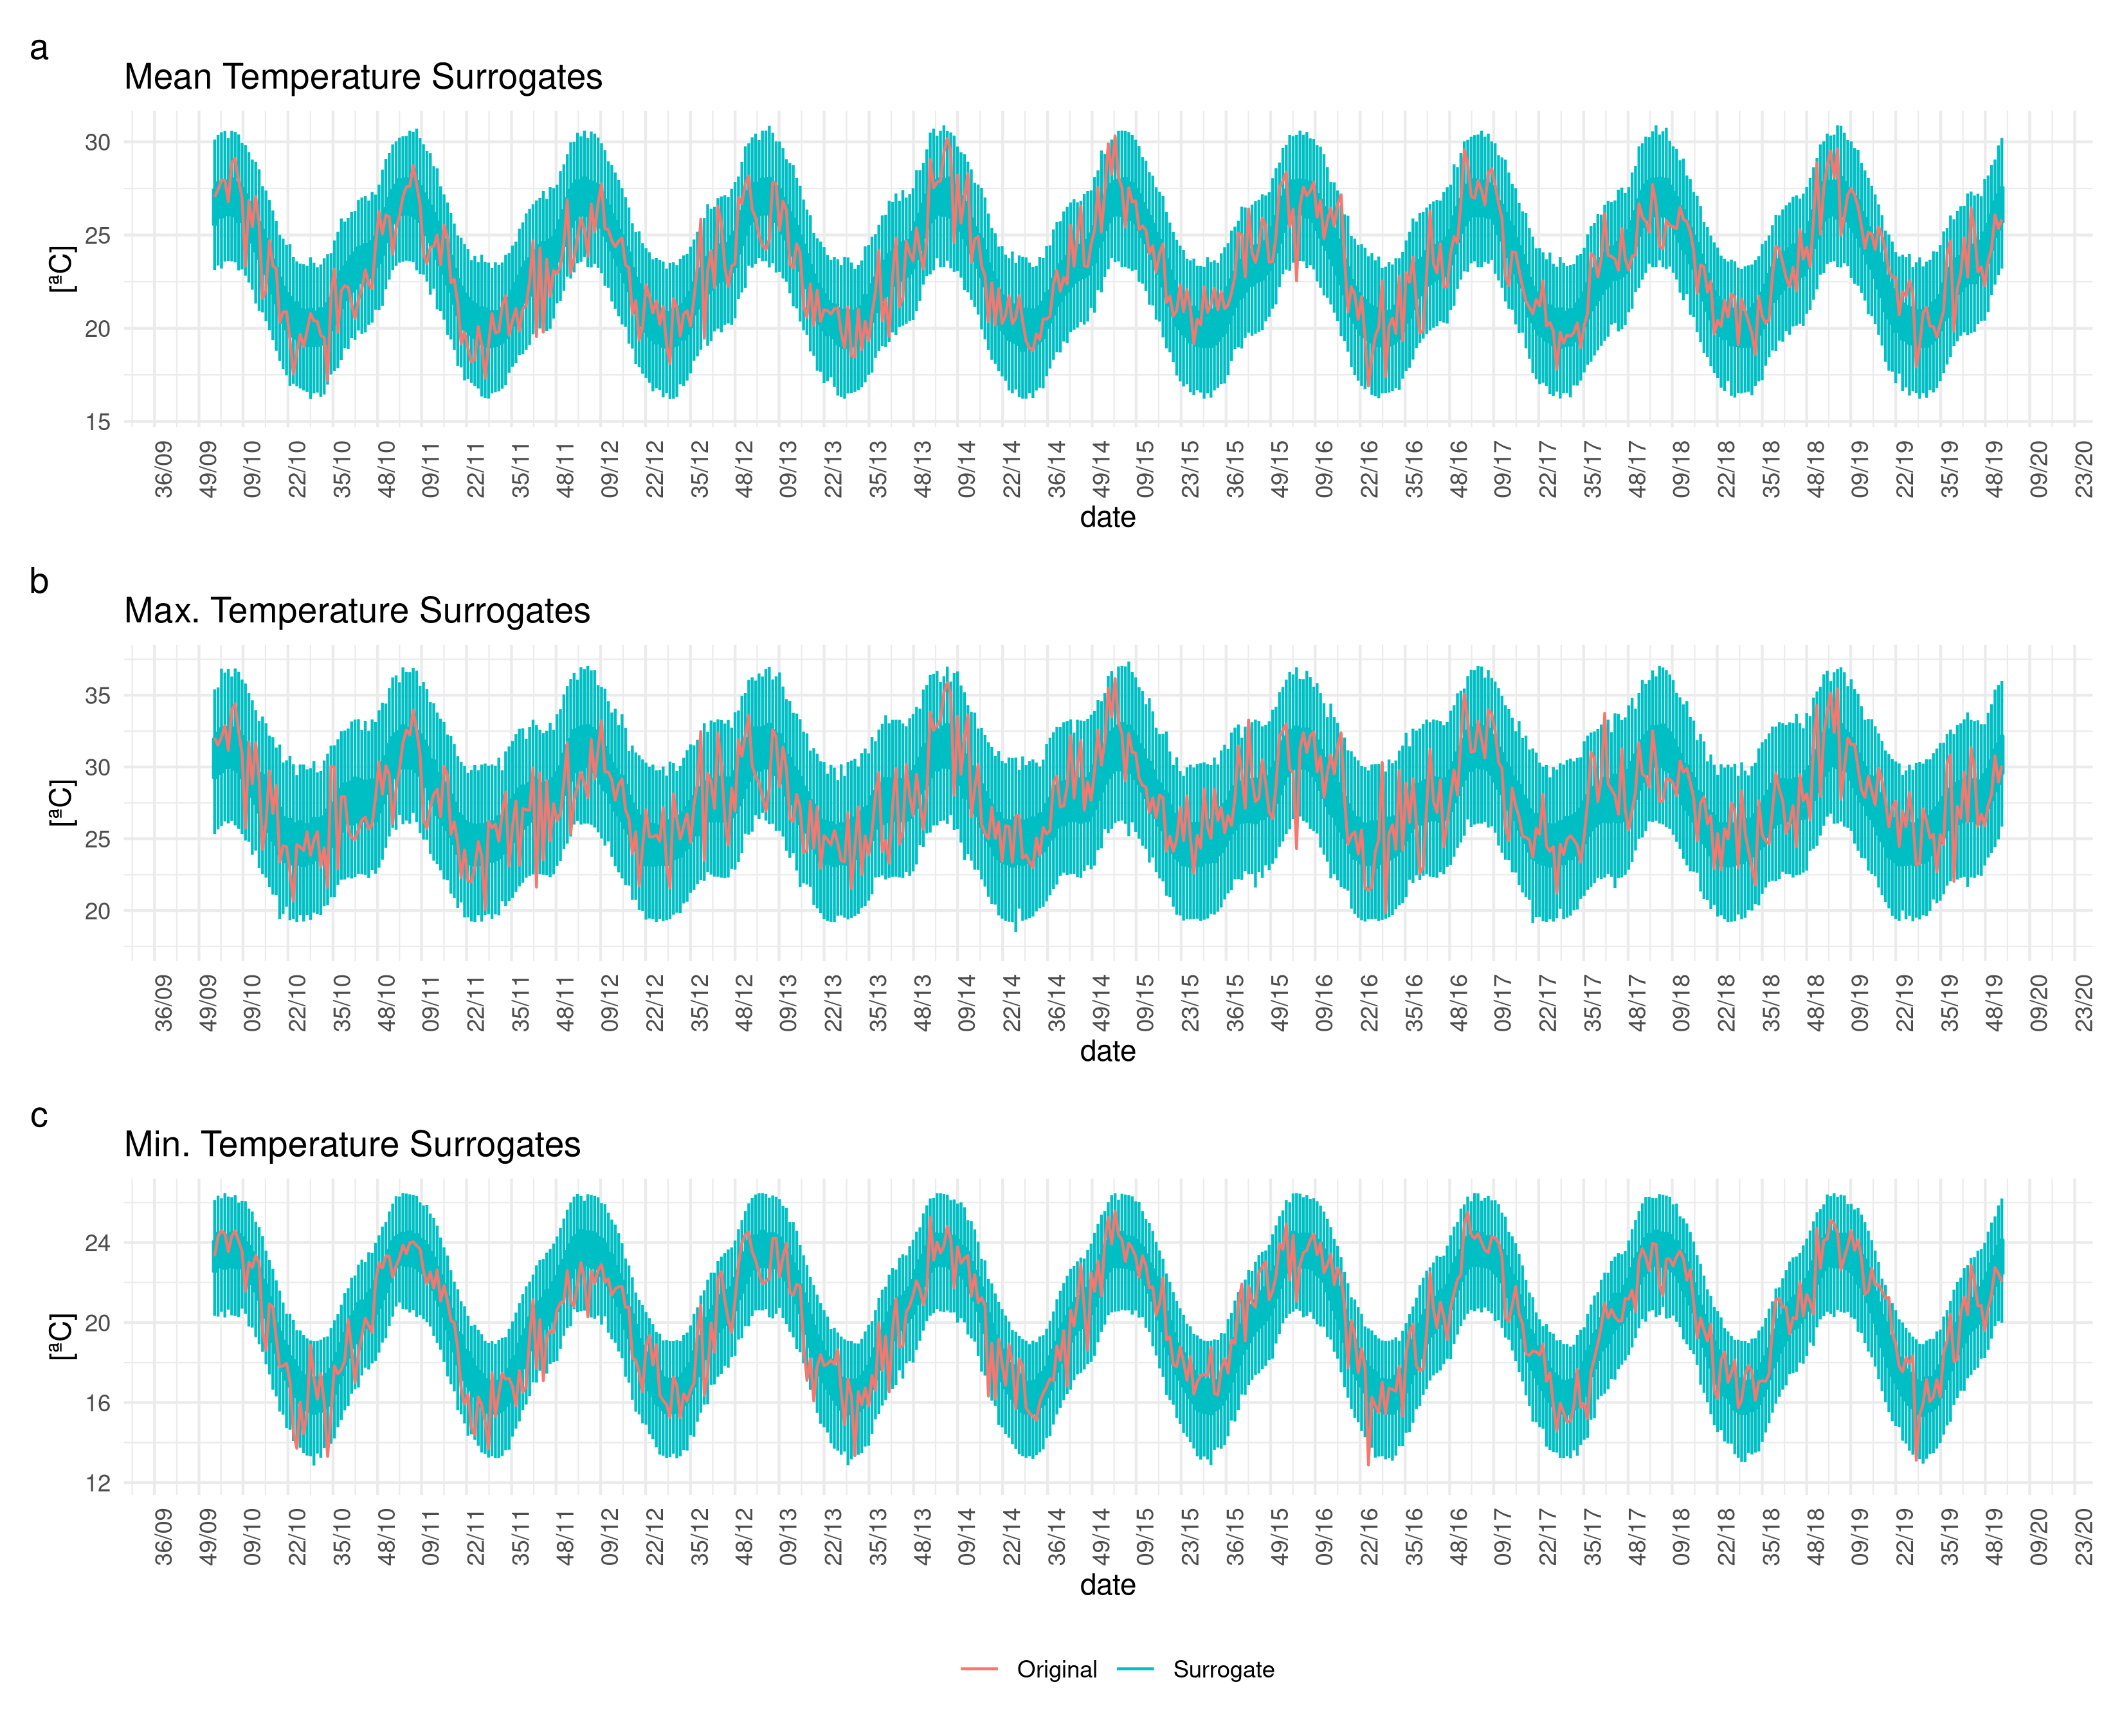 a
Mean Temperature Surrogates
30
25
20
15
[ªC]
36/09 49/09 09/10 22/10 35/10 48/10 09/11 22/11 35/11 48/11 09/12 22/12 35/12 48/12 09/13 22/13 35/13 48/13 09/14 22/14 36/14 49/14 09/15 23/15 36/15 49/15 09/16 22/16 35/16 48/16 09/17 22/17 35/17 48/17 09/18 22/18 35/18 48/18 09/19 22/19 35/19 48/19 09/20 23/20
date
b
Max. Temperature Surrogates
35
30
25
20
[ªC]
36/09 49/09 09/10 22/10 35/10 48/10 09/11 22/11 35/11 48/11 09/12 22/12 35/12 48/12 09/13 22/13 35/13 48/13 09/14 22/14 36/14 49/14 09/15 23/15 36/15 49/15 09/16 22/16 35/16 48/16 09/17 22/17 35/17 48/17 09/18 22/18 35/18 48/18 09/19 22/19 35/19 48/19 09/20 23/20
date
c
Min. Temperature Surrogates
24
20
16
12
[ªC]
36/09 49/09 09/10 22/10 35/10 48/10 09/11 22/11 35/11 48/11 09/12 22/12 35/12 48/12 09/13 22/13 35/13 48/13 09/14 22/14 36/14 49/14 09/15 23/15 36/15 49/15 09/16 22/16 35/16 48/16 09/17 22/17 35/17 48/17 09/18 22/18 35/18 48/18 09/19 22/19 35/19 48/19 09/20 23/20
date
Original Surrogate